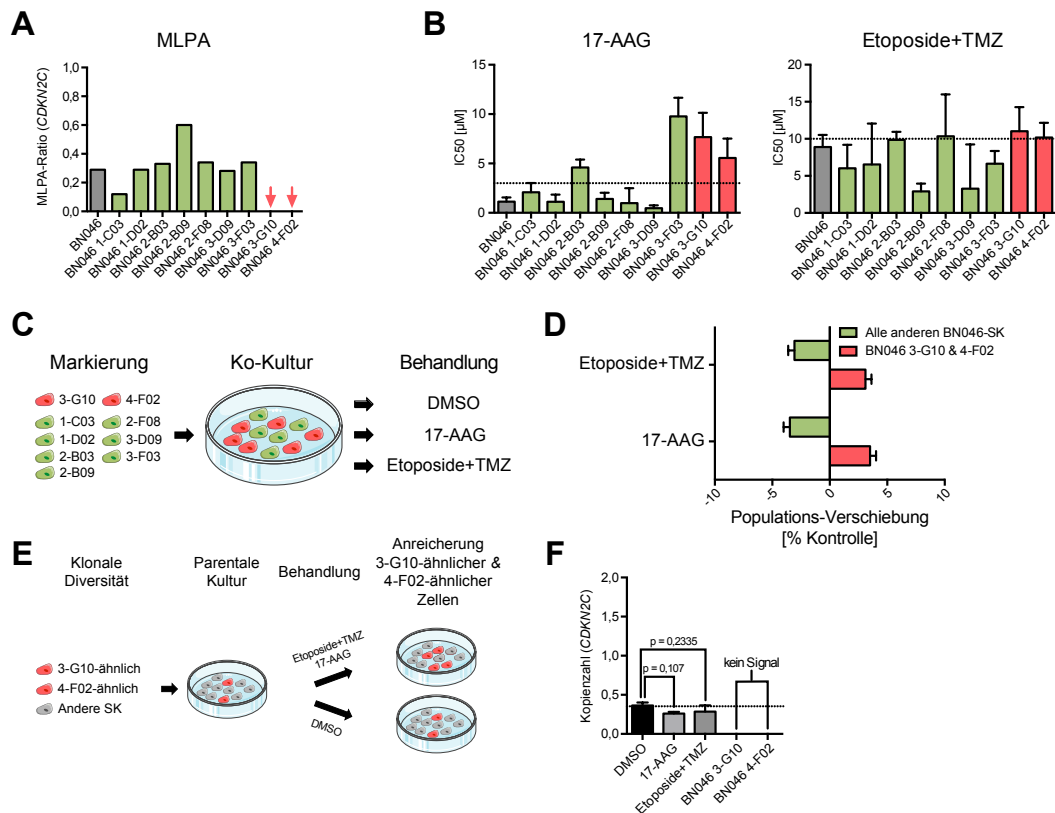 A
MLPA
MLPA-Ratio (CDKN2C)
1,0
0,8
0,6
0,4
0,2
0,0
BN046
BN046 1-C03
BN046 1-D02
BN046 2-B03
BN046 2-B09
BN046 2-F08
BN046 3-D09
BN046 3-F03
BN046 3-G10
BN046 4-F02
B
17-AAG
IC50 [µM]
15
10
5
0
BN046
BN046 1-C03
BN046 1-D02
BN046 2-B03
BN046 2-B09
BN046 2-F08
BN046 3-D09
BN046 3-F03
BN046 3-G10
BN046 4-F02
Etoposide+TMZ
IC50 [µM]
20
15
10
5
0
BN046
BN046 1-C03
BN046 1-D02
BN046 2-B03
BN046 2-B09
BN046 2-F08
BN046 3-D09
BN046 3-F03
BN046 3-G10
BN046 4-F02
C
Markierung
Ko-Kultur
Behandlung
3-G10
4-F02
1-C03
2-F08
1-D02
3-D09
2-B03
3-F03
2-B09
DMSO
17-AAG
Etoposide+TMZ
D
Alle anderen BN046-SK
BN046 3-G10 & 4-F02
Etoposide+TMZ
17-AAG
-10
-5
0
5
10
Populations-Verschiebung
[% Kontrolle]
E
Klonale
Diversität
Parentale
Kultur
Behandlung
Anreicherung
3-G10-ähnlicher &
4-F02-ähnlicher
Zellen
3-G10-ähnlich
4-F02-ähnlich
Andere SK
Etoposide+TMZ
17-AAG
DMSO
F
Kopienzahl (CDKN2C)
2,0
1,5
1,0
0,5
0,0
p = 0,2335
p = 0,107
kein Signal
DMSO
17-AAG
Etoposide+TMZ
BN046 3-G10
BN046 4-F02